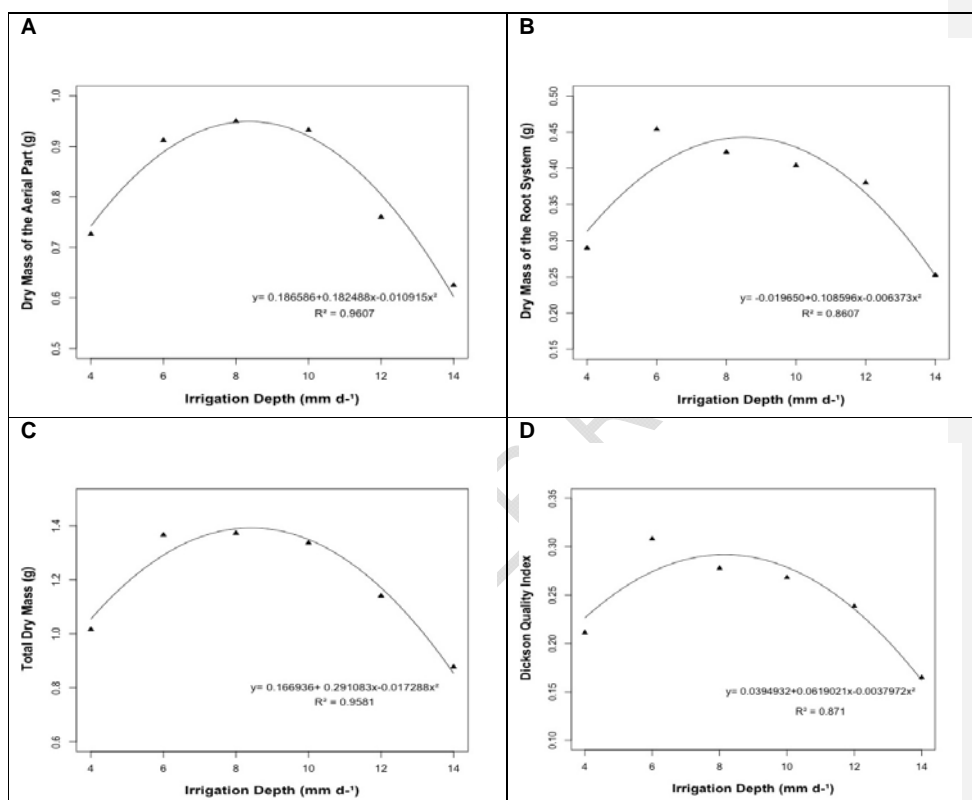 A
Dry Mass of the Aerial Part (g)
1.0
0.9
0.8
0.7
0.6
0.5
y= 0.186586+0.182488x-0.010915x²
R² = 0.9607
4 6 8 10 12 14
Irrigation Depth (mm d-¹)
B
Dry Mass of the Root System (g)
0.50
0.45
0.40
0.35
0.30
0.25
0.20
0.15
y= -0.019650+0.108596x-0.006373x²
R² = 0.8607
4 6 8 10 12 14
Irrigation Depth (mm d-¹)
C
Total Dry Mass (g)
1.4
1.2
1.0
0.8
0.6
y= 0.166936+ 0.291083x-0.017288x²
R² = 0.9581
4 6 8 10 12 14
Irrigation Depth (mm d-¹)
D
Dickson Quality Index
0.35
0.30
0.25
0.20
0.15
0.10
y= 0.0394932+0.0619021x-0.0037972x²
R² = 0.871
4 6 8 10 12 14
Irrigation Depth (mm d-¹)